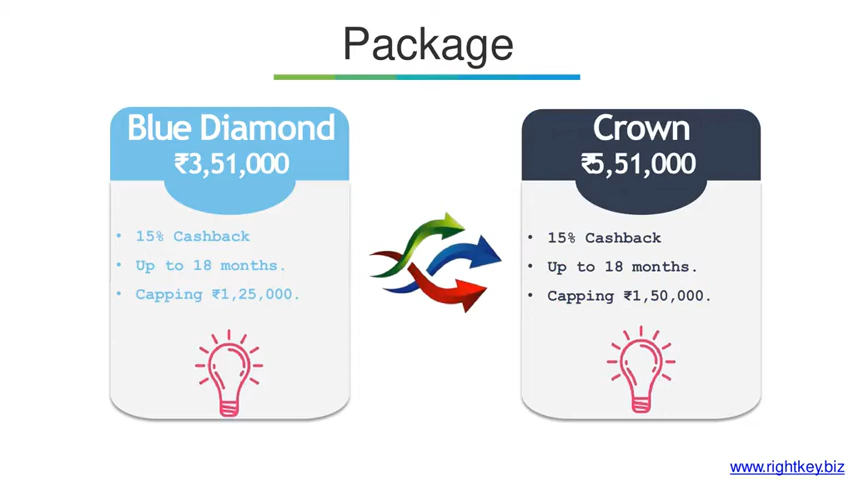 Package
Blue Diamond
₹3,51,000
• 15% Cashback
• Up to 18 months.
• Capping ₹1,25,000.
Crown
₹5,51,000
• 15% Cashback
• Up to 18 months.
• Capping ₹1,50,000.
www.rightkey.biz